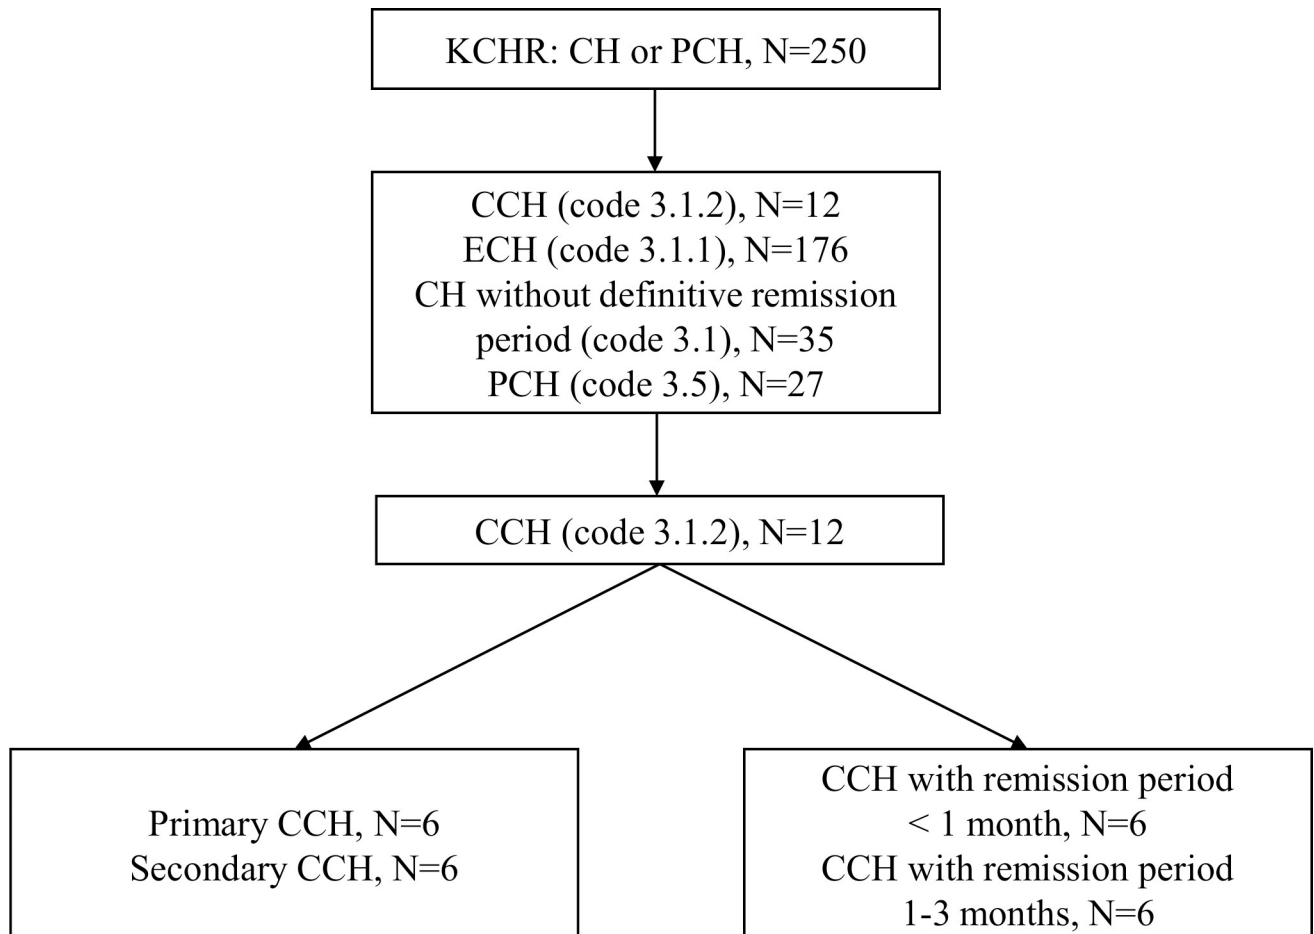 KCHR: CH or PCH, N=250
CCH (code 3.1.2), N=12
ECH (code 3.1.1), N=176
CH without definitive remission
period (code 3.1), N=35
PCH (code 3.5), N=27
CCH (code 3.1.2), N=12
Primary CCH, N=6
Secondary CCH, N=6
CCH with remission period
< 1 month, N=6
CCH with remission period
1-3 months, N=6